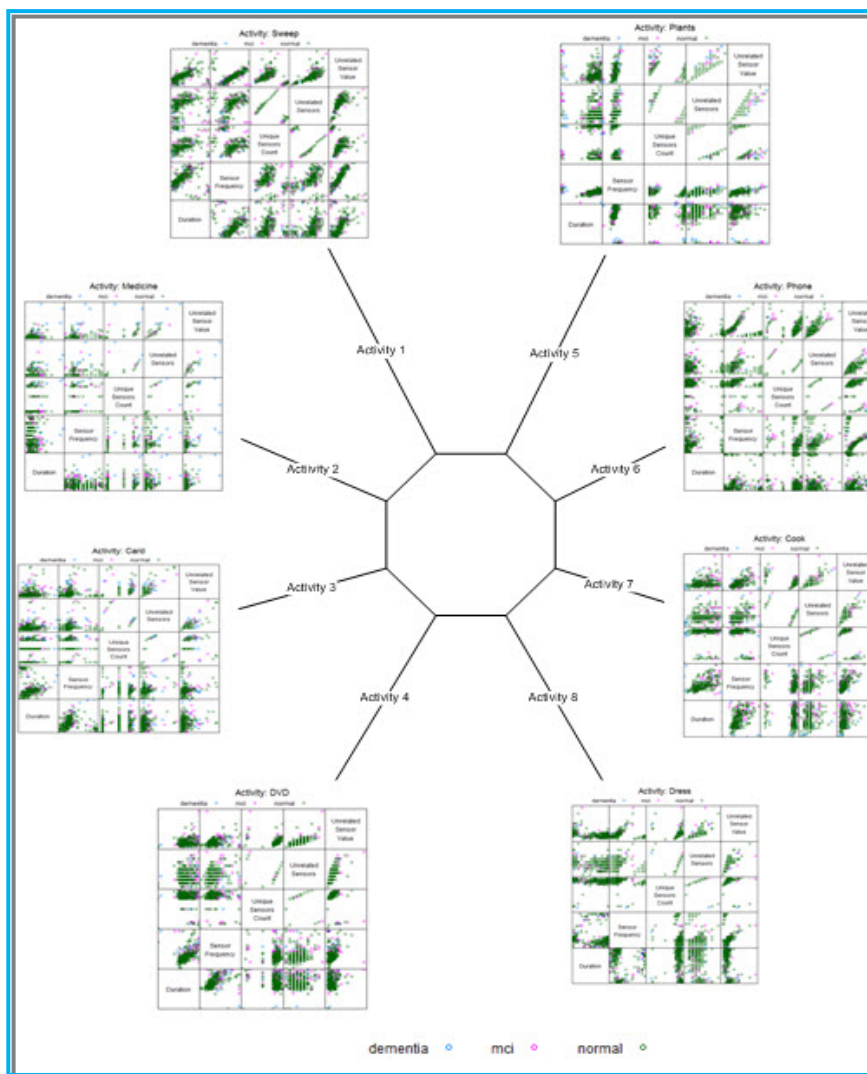 Activity: Sweep
dementia mci normal
Unrelated
Sensor
Value
Unrelated
Sensors
Unique
Sensors
Count
Sensor
Frequency
Duration
Activity: Plants
dementia mci normal
Unrelated
Sensor
Value
Unrelated
Sensors
Unique
Sensors
Count
Sensor
Frequency
Duration
Activity: Medicine
dementia mci normal
Unrelated
Sensor
Value
Unrelated
Sensors
Unique
Sensors
Count
Sensor
Frequency
Duration
Activity: Phone
dementia mci normal
Unrelated
Sensor
Value
Unrelated
Sensors
Unique
Sensors
Count
Sensor
Frequency
Duration
Activity 1
Activity 5
Activity 2
Activity 6
Activity: Card
dementia mci normal
Unrelated
Sensor
Value
Unrelated
Sensors
Unique
Sensors
Count
Sensor
Frequency
Duration
Activity: Cook
dementia mci normal
Unrelated
Sensor
Value
Unrelated
Sensors
Unique
Sensors
Count
Sensor
Frequency
Duration
Activity 3
Activity 7
Activity 4
Activity 8
Activity: DVD
dementia mci normal
Unrelated
Sensor
Value
Unrelated
Sensors
Unique
Sensors
Count
Sensor
Frequency
Duration
Activity: Dress
dementia mci normal
Unrelated
Sensor
Value
Unrelated
Sensors
Unique
Sensors
Count
Sensor
Frequency
Duration
dementia mci normal